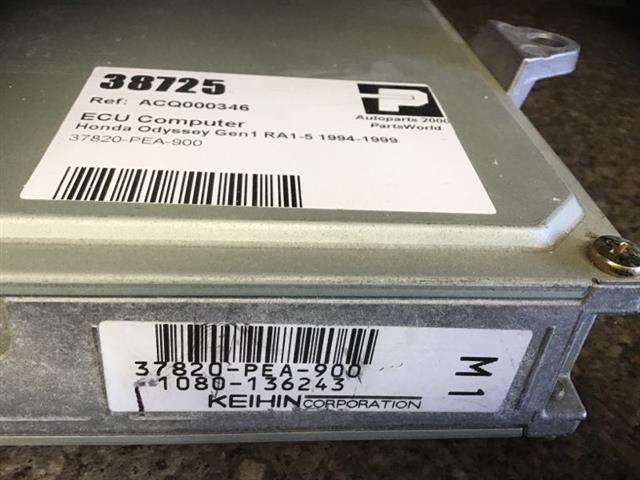 38725
Ref: ACQ000346
ECU Computer
Honda Odyssey Gen1 RA1-5 1994-1999
37820-PEA-900
P
Autoparts 2000
PartsWorld
37820-PEA-900
1080-136243
KEIHIN CORPORATION
M1